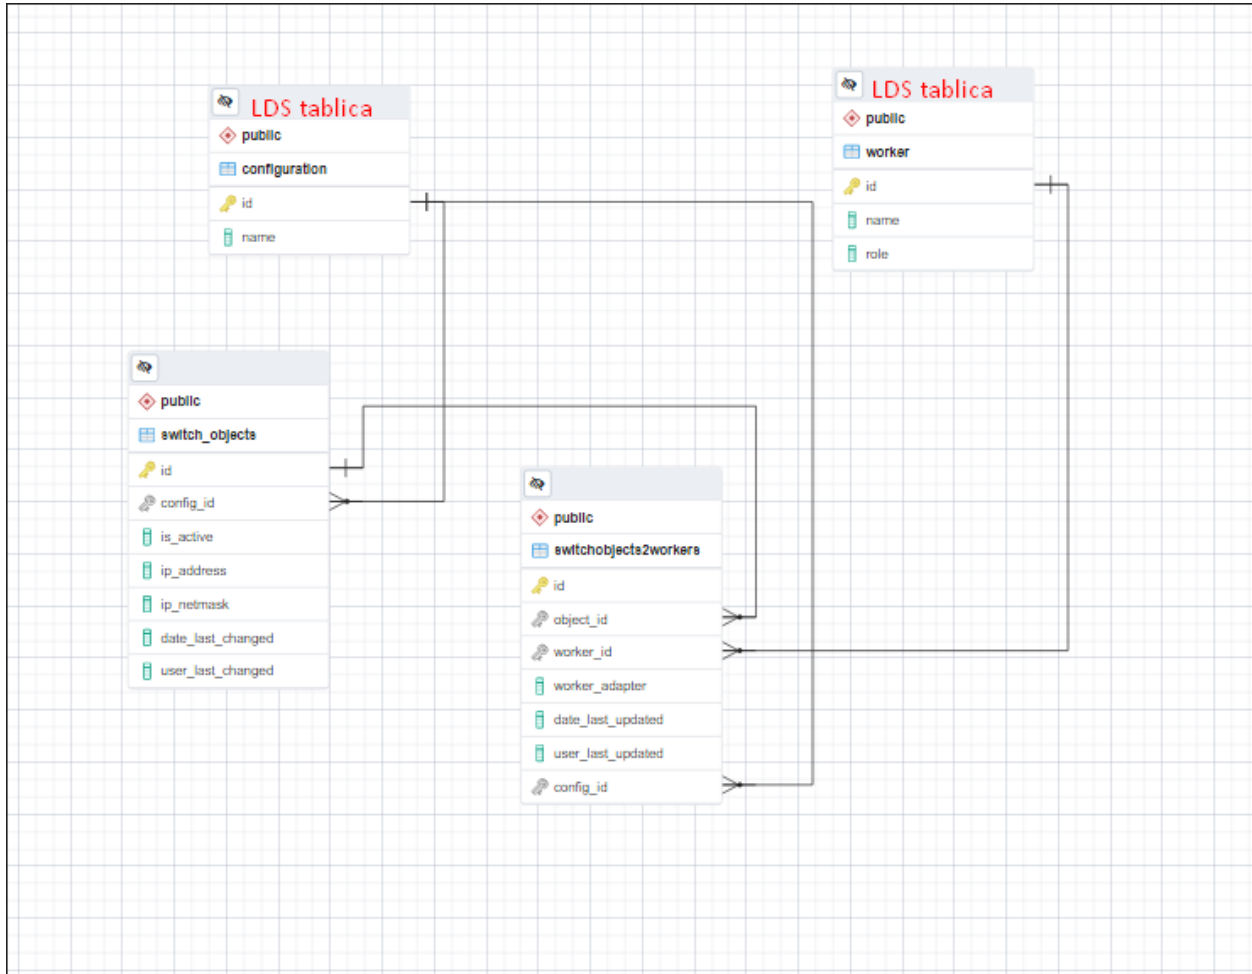 LDS tablica
public
configuration
id
name
LDS tablica
public
worker
id
name
role
public
switch_objects
id
config_id
is_active
ip_address
ip_netmask
date_last_changed
user_last_changed
public
switchobjects2workers
id
object_id
worker_id
worker_adapter
date_last_updated
user_last_updated
config_id